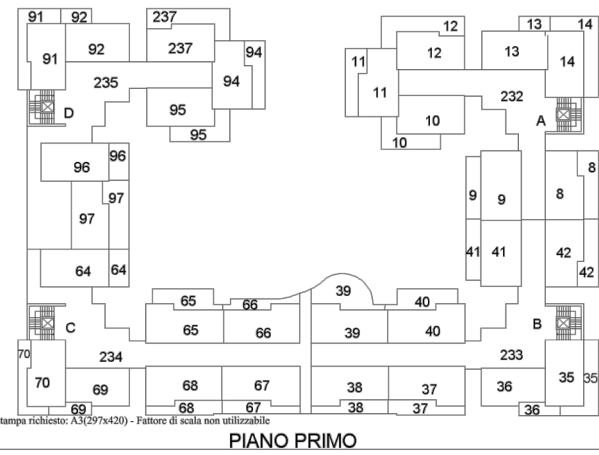 91 92 237
12 13 14
91 92 237 94
94
11 12 13 14
235 11 232
95 10
D A
95 10
96 96 8
97 9 9 8
97
41 41 42
64 64 42
39
65 66 40
C B
65 66 39 40
70 234 233
70 69 68 67 38 37 36 35 35
69 68 67 38 37 36
tampa richiesto: A3(297x420) - Fattore di scala non utilizzabile
PIANO PRIMO